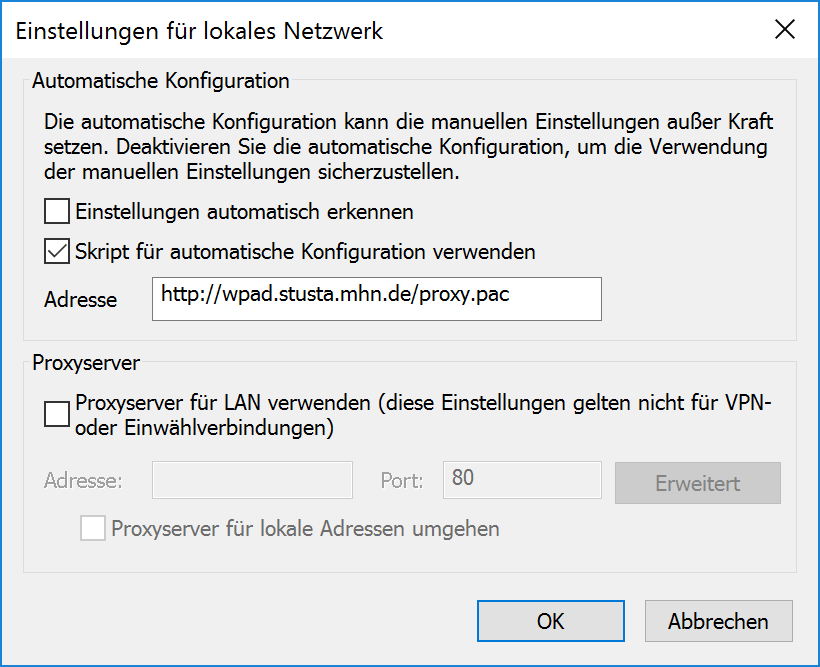 Einstellungen für lokales Netzwerk
Automatische Konfiguration
Die automatische Konfiguration kann die manuellen Einstellungen außer Kraft
setzen. Deaktivieren Sie die automatische Konfiguration, um die Verwendung
der manuellen Einstellungen sicherzustellen.
Einstellungen automatisch erkennen
Skript für automatische Konfiguration verwenden
Adresse http://wpad.stusta.mhn.de/proxy.pac
Proxyserver
Proxyserver für LAN verwenden (diese Einstellungen gelten nicht für VPN-
oder Einwählverbindungen)
Adresse: Port: 80 Erweitert
Proxyserver für lokale Adressen umgehen
OK Abbrechen